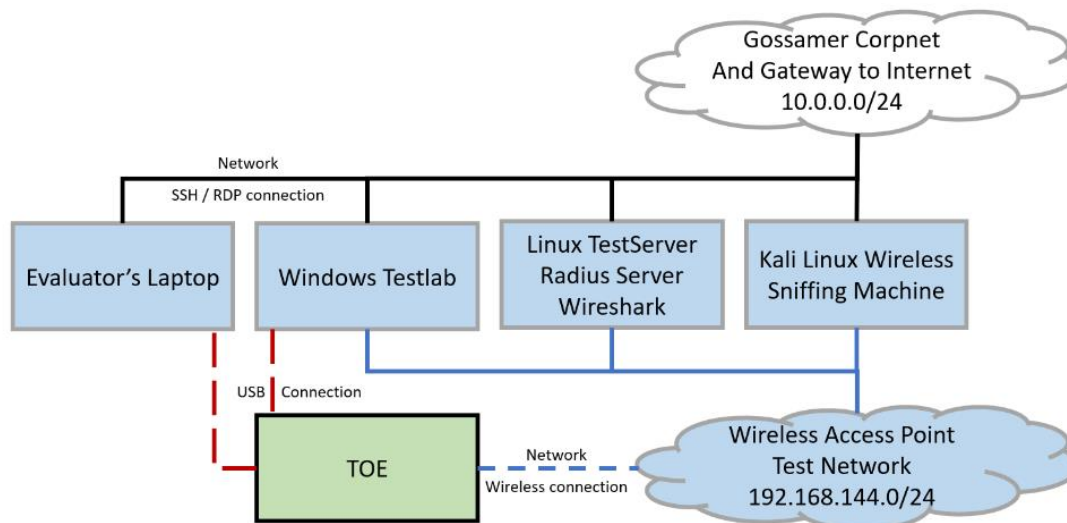 Gossamer Corpnet
And Gateway to Internet
10.0.0.0/24
Network
SSH / RDP connection
Evaluator's Laptop
Windows Testlab
Linux TestServer
Radius Server
Wireshark
Kali Linux Wireless
Sniffing Machine
USB Connection
TOE
Network
Wireless connection
Wireless Access Point
Test Network
192.168.144.0/24